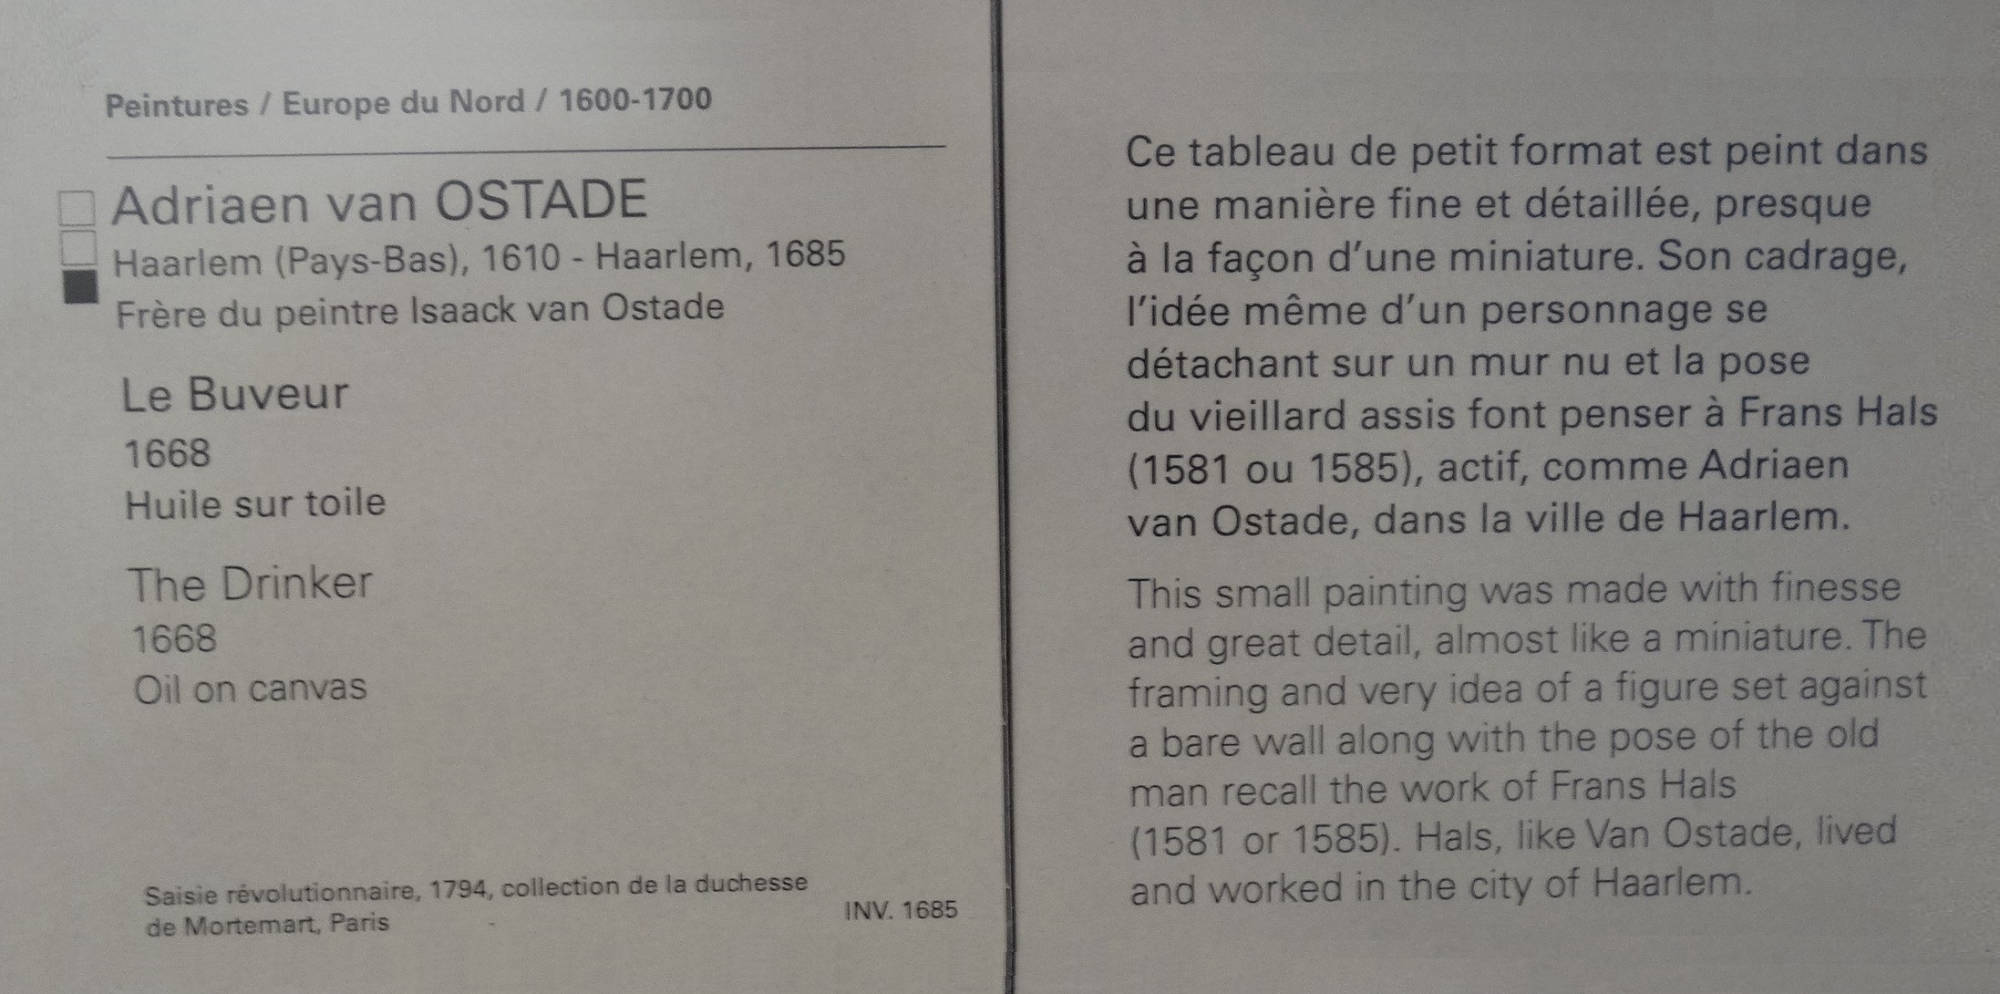 Peintures / Europe du Nord / 1600-1700
Adriaen van OSTADE
Haarlem (Pays-Bas), 1610 - Haarlem, 1685
Frère du peintre Isaack van Ostade
Le Buveur
1668
Huile sur toile
The Drinker
1668
Oil on canvas
Saisie révolutionnaire, 1794, collection de la duchesse
de Mortemart, Paris
INV. 1685
Ce tableau de petit format est peint dans
une manière fine et détaillée, presque
à la façon d'une miniature. Son cadrage,
l'idée même d'un personnage se
détachant sur un mur nu et la pose
du vieillard assis font penser à Frans Hals
(1581 ou 1585), actif, comme Adriaen
van Ostade, dans la ville de Haarlem.
This small painting was made with finesse
and great detail, almost like a miniature. The
framing and very idea of a figure set against
a bare wall along with the pose of the old
man recall the work of Frans Hals
(1581 or 1585). Hals, like Van Ostade, lived
and worked in the city of Haarlem.